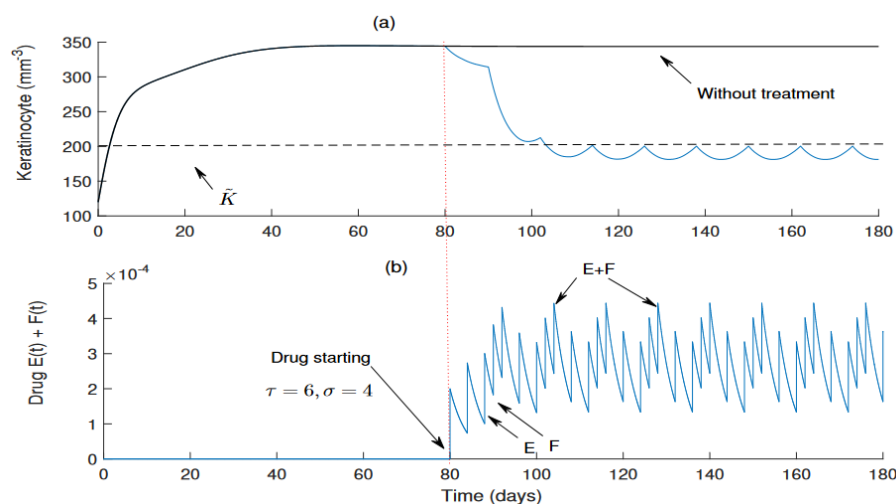 (a)
Keratinocyte (mm⁻³)
350
300
250
200
150
100
Without treatment
K̃
0 20 40 60 80 100 120 140 160 180
(b)
×10⁻⁴
Drug E(t) + F(t)
5
4
3
2
1
0
E+F
Drug starting
τ = 6, σ = 4
E F
0 20 40 60 80 100 120 140 160 180
Time (days)